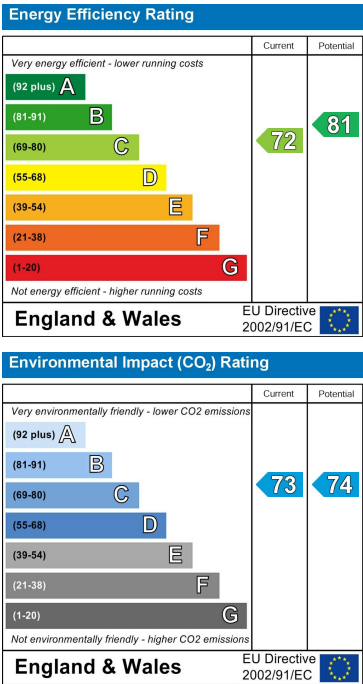 Energy Efficiency Rating
Current Potential
Very energy efficient - lower running costs
(92 plus) A
(81-91) B
(69-80) C
(55-68) D
(39-54) E
(21-38) F
(1-20) G
72
81
Not energy efficient - higher running costs
England & Wales
EU Directive
2002/91/EC
Environmental Impact (CO₂) Rating
Current Potential
Very environmentally friendly - lower CO2 emissions
(92 plus) A
(81-91) B
(69-80) C
(55-68) D
(39-54) E
(21-38) F
(1-20) G
73
74
Not environmentally friendly - higher CO2 emissions
England & Wales
EU Directive
2002/91/EC